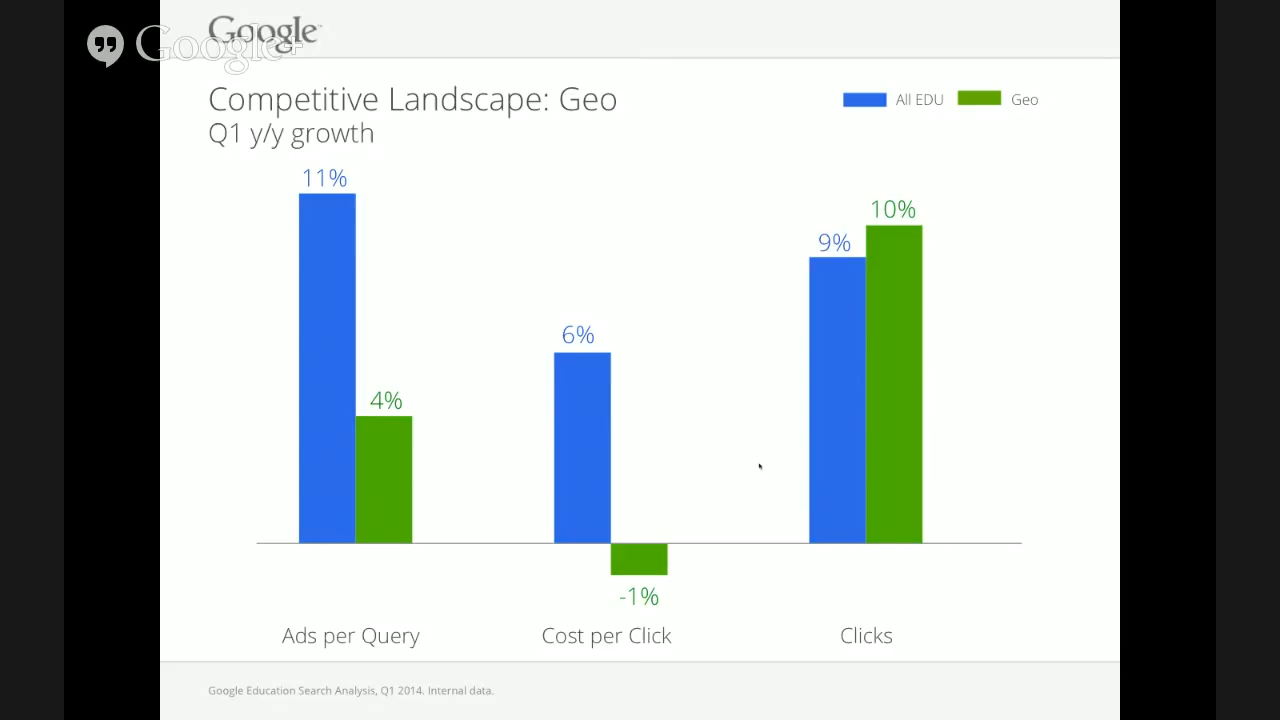 Google+
Google
Competitive Landscape: Geo
Q1 y/y growth
All EDU
Geo
11%
4%
6%
-1%
9%
10%
Ads per Query
Cost per Click
Clicks
Google Education Search Analysis, Q1 2014. Internal data.